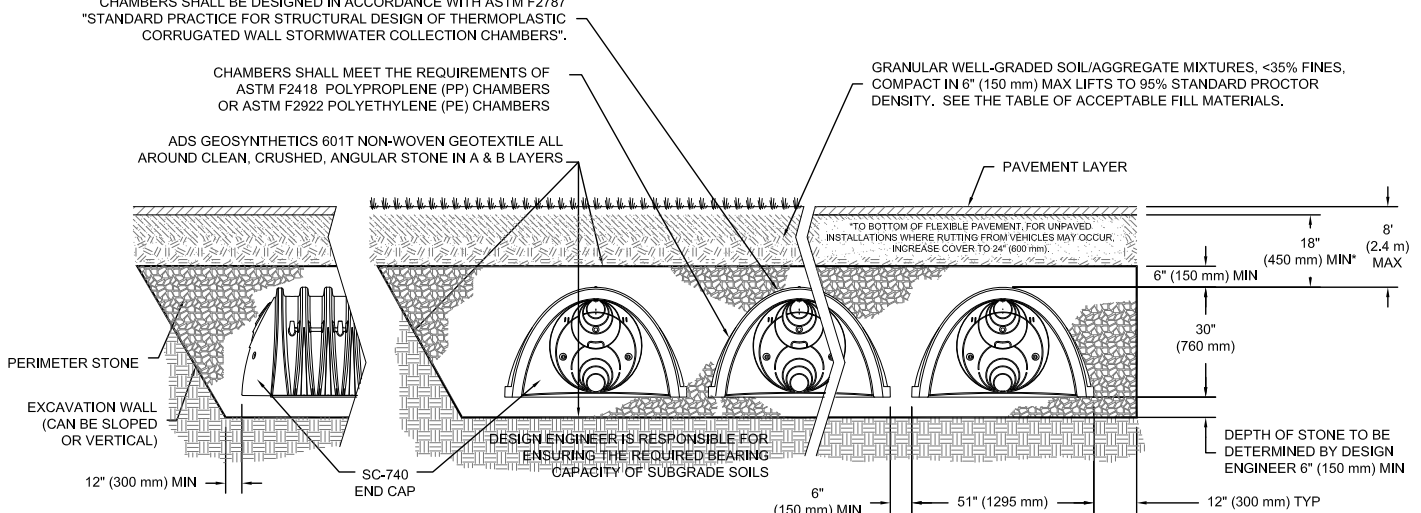 CHAMBERS SHALL BE DESIGNED IN ACCORDANCE WITH ASTM F2787
"STANDARD PRACTICE FOR STRUCTURAL DESIGN OF THERMOPLASTIC
CORRUGATED WALL STORMWATER COLLECTION CHAMBERS".
CHAMBERS SHALL MEET THE REQUIREMENTS OF
ASTM F2418 POLYPROPLENE (PP) CHAMBERS
OR ASTM F2922 POLYETHYLENE (PE) CHAMBERS
ADS GEOSYNTHETICS 601T NON-WOVEN GEOTEXTILE ALL
AROUND CLEAN, CRUSHED, ANGULAR STONE IN A & B LAYERS
GRANULAR WELL-GRADED SOIL/AGGREGATE MIXTURES, <35% FINES,
COMPACT IN 6" (150 mm) MAX LIFTS TO 95% STANDARD PROCTOR
DENSITY. SEE THE TABLE OF ACCEPTABLE FILL MATERIALS.
PAVEMENT LAYER
*TO BOTTOM OF FLEXIBLE PAVEMENT, FOR UNPAVED
INSTALLATIONS WHERE RUTTING FROM VEHICLES MAY OCCUR,
INCREASE COVER TO 24" (600 mm).
18"
(450 mm) MIN*
8'
(2.4 m)
MAX
6" (150 mm) MIN
30"
(760 mm)
PERIMETER STONE
EXCAVATION WALL
(CAN BE SLOPED
OR VERTICAL)
12" (300 mm) MIN
SC-740
END CAP
DESIGN ENGINEER IS RESPONSIBLE FOR
ENSURING THE REQUIRED BEARING
CAPACITY OF SUBGRADE SOILS
DEPTH OF STONE TO BE
DETERMINED BY DESIGN
ENGINEER 6" (150 mm) MIN
6"
(150 mm) MIN
51" (1295 mm)
12" (300 mm) TYP